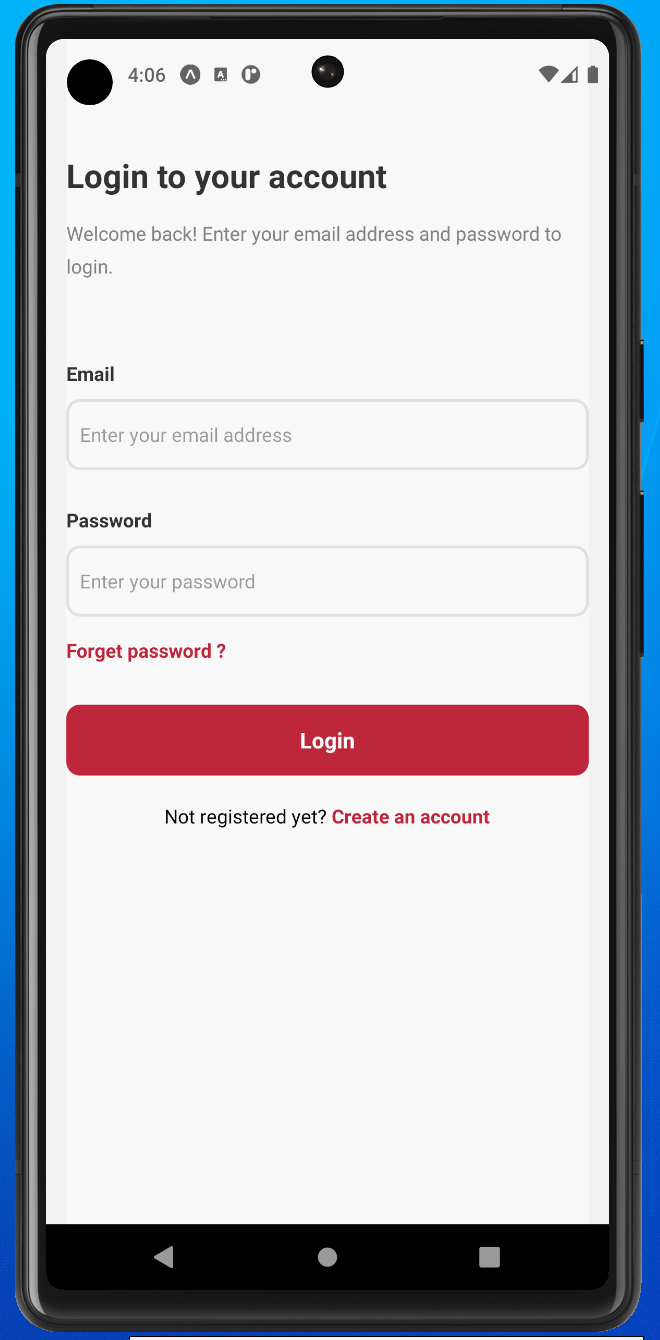 4:06
Login to your account
Welcome back! Enter your email address and password to
login.
Email
Enter your email address
Password
Enter your password
Forget password ?
Login
Not registered yet? Create an account